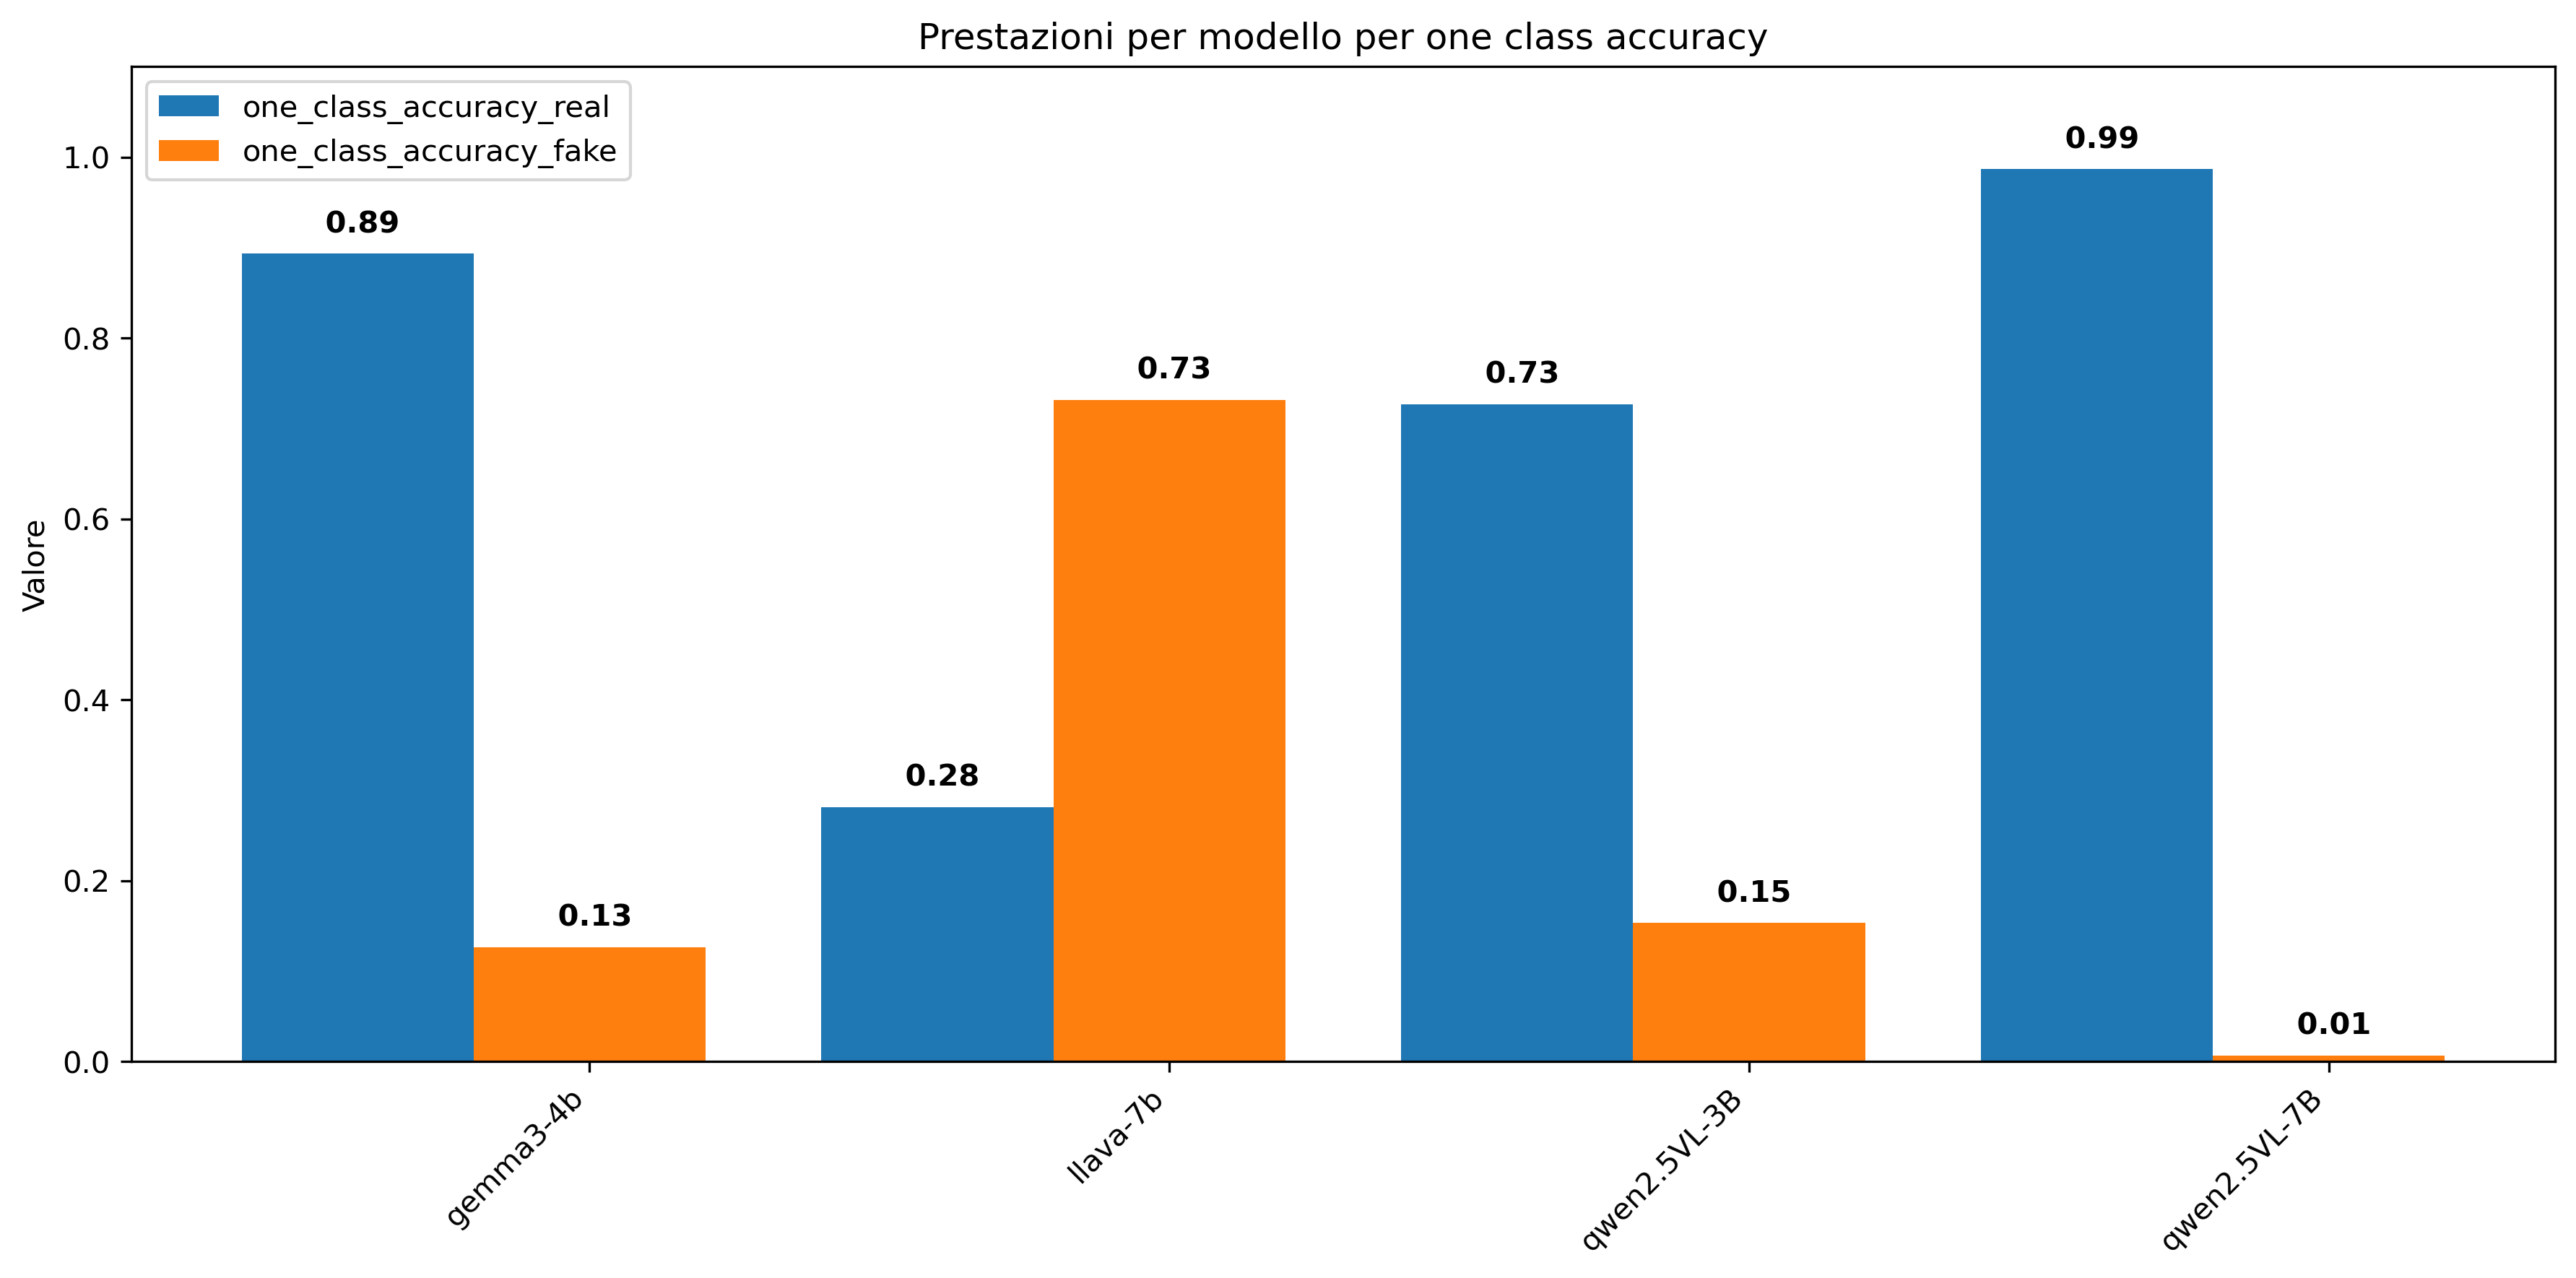 Prestazioni per modello per one class accuracy
one_class_accuracy_real
one_class_accuracy_fake
Valore
1.0
0.8
0.6
0.4
0.2
0.0
0.89
0.13
0.28
0.73
0.73
0.15
0.99
0.01
gemma3-4b
llava-7b
qwen2.5VL-3B
qwen2.5VL-7B